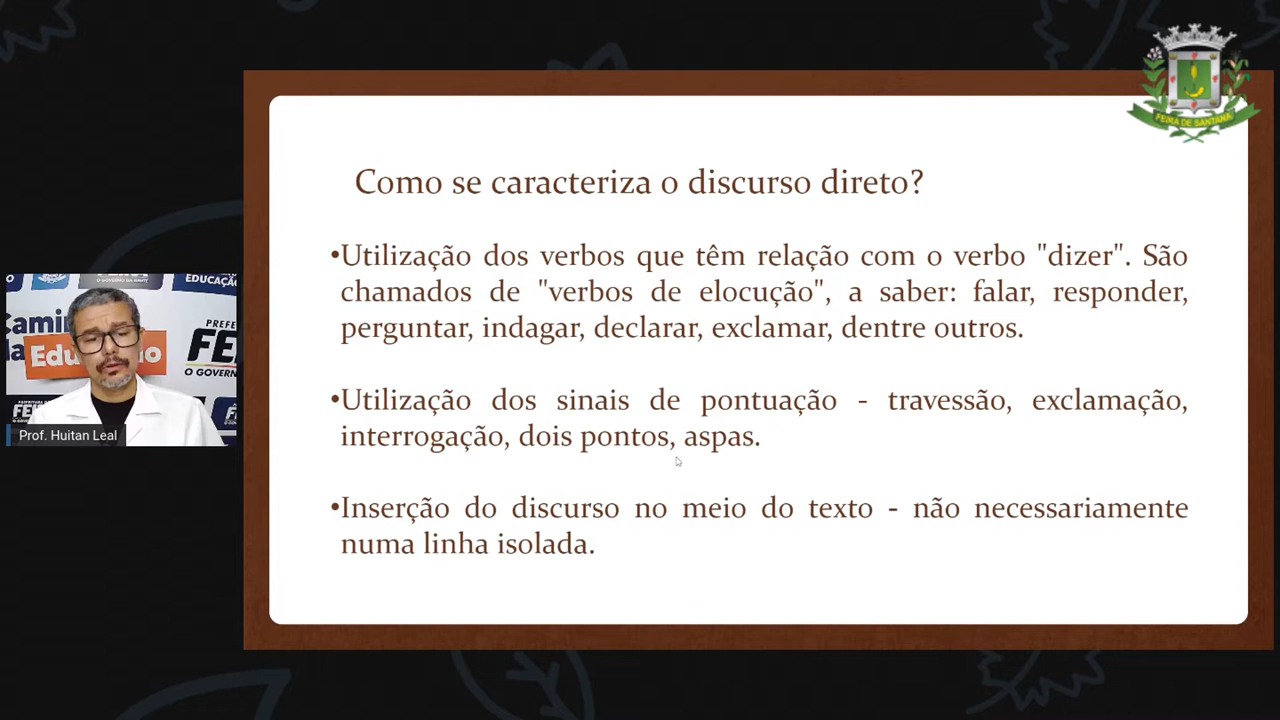 FEIRA DE SANTANA
Como se caracteriza o discurso direto?
•Utilização dos verbos que têm relação com o verbo "dizer". São
chamados de "verbos de elocução", a saber: falar, responder,
perguntar, indagar, declarar, exclamar, dentre outros.
•Utilização dos sinais de pontuação - travessão, exclamação,
interrogação, dois pontos, aspas.
•Inserção do discurso no meio do texto - não necessariamente
numa linha isolada.
EDUCAÇÃO
PREFE
FE
O GOVERN
Prof. Huitan Leal